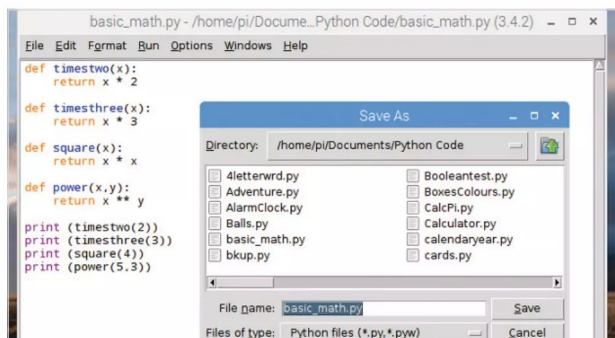 basic_math.py - /home/pi/Docume...Python Code/basic_math.py (3.4.2)
File Edit Format Run Options Windows Help
def timestwo(x):
    return x * 2
def timesthree(x):
    return x * 3
def square(x):
    return x * x
def power(x,y):
    return x ** y
print (timestwo(2))
print (timesthree(3))
print (square(4))
print (power(5,3))
Save As
Directory: /home/pi/Documents/Python Code
4letterwrd.py
Adventure.py
AlarmClock.py
Balls.py
basic_math.py
bkup.py
Booleantest.py
BoxesColours.py
CalcPi.py
Calculator.py
calendaryear.py
cards.py
File name: basic_math.py Save
Files of type: Python files (*.py,*.pyw) Cancel